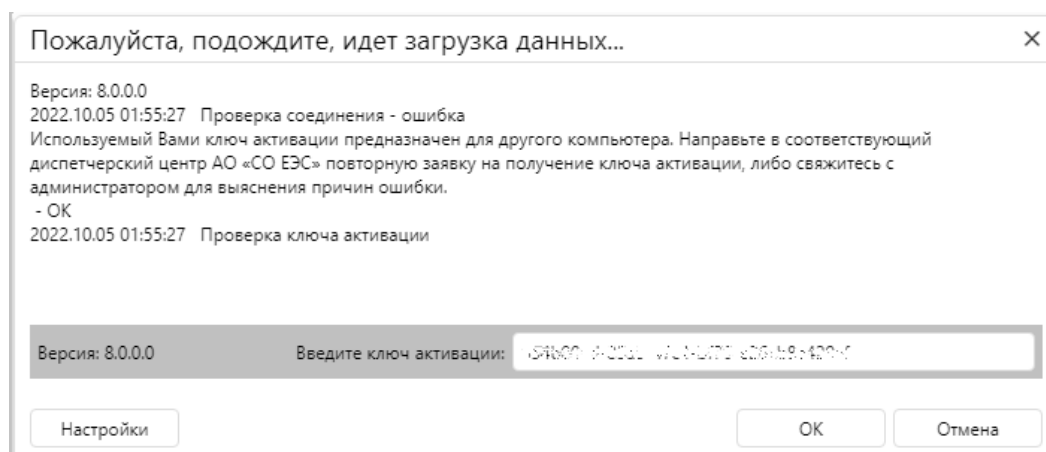 Пожалуйста, подождите, идет загрузка данных...
Версия: 8.0.0.0
2022.10.05 01:55:27 Проверка соединения - ошибка
Используемый Вами ключ активации предназначен для другого компьютера. Направьте в соответствующий
диспетчерский центр АО «СО ЕЭС» повторную заявку на получение ключа активации, либо свяжитесь с
администратором для выяснения причин ошибки.
- ОК
2022.10.05 01:55:27 Проверка ключа активации
Версия: 8.0.0.0 Введите ключ активации:
Настройки ОК Отмена